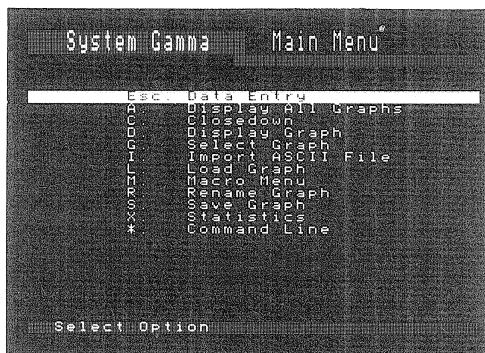 System Gamma Main Menu
Esc. Data Entry
A. Display All Graphs
C. Closedown
D. Display Graph
G. Select Graph
I. Import ASCII File
L. Load Graph
M. Macro Menu
R. Rename Graph
S. Save Graph
X. Statistics
*. Command Line
Select Option